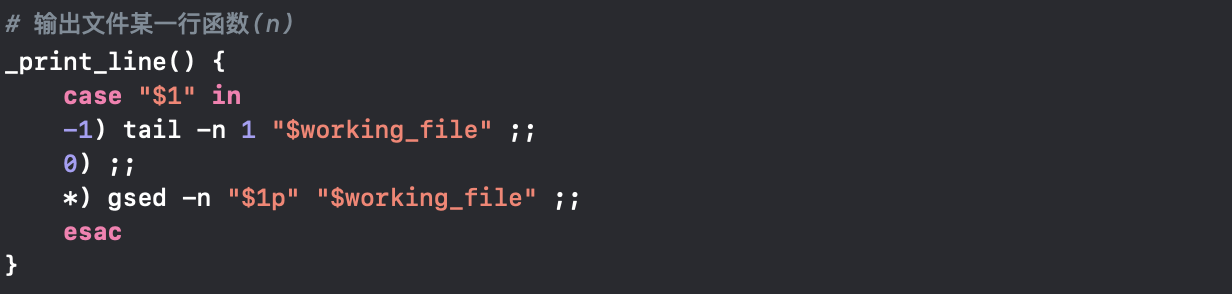 # 输出文件某一行函数(n)
_print_line() {
    case "$1" in
    -1) tail -n 1 "$working_file" ;;
    0) ;;
    *) gsed -n "$1p" "$working_file" ;;
    esac
}